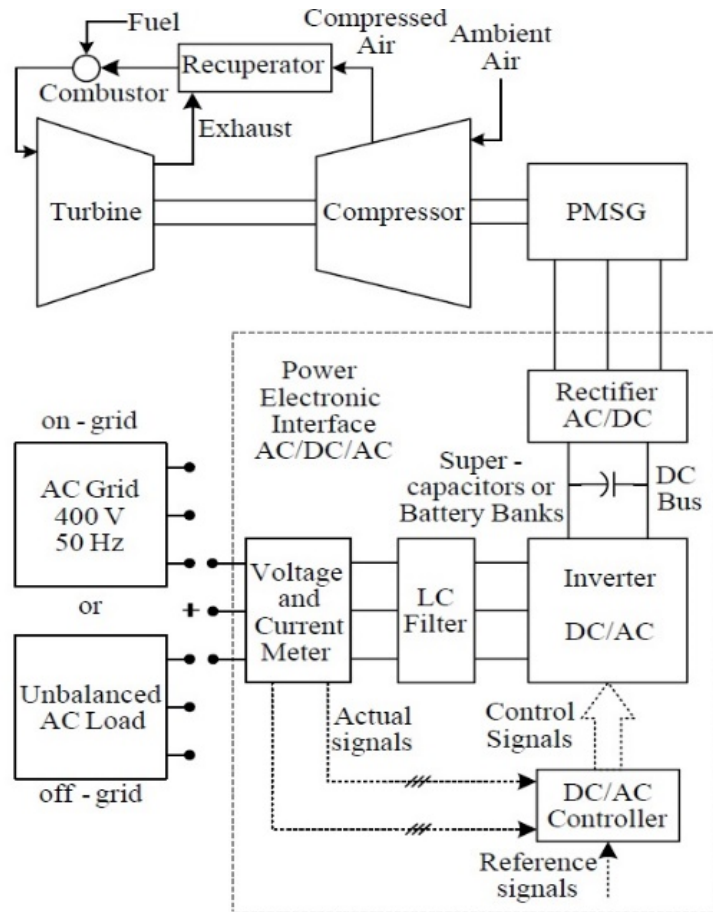 Fuel
Compressed
Air
Ambient
Air
Recuperator
Combustor
Exhaust
Turbine
Compressor
PMSG
Power
Electronic
Interface
AC/DC/AC
Rectifier
AC/DC
on - grid
AC Grid
400 V
50 Hz
Super -
capacitors or
Battery Banks
DC
Bus
or
Voltage
and
Current
Meter
LC
Filter
Inverter
DC/AC
Unbalanced
AC Load
off - grid
Actual
signals
Control
Signals
DC/AC
Controller
Reference
signals